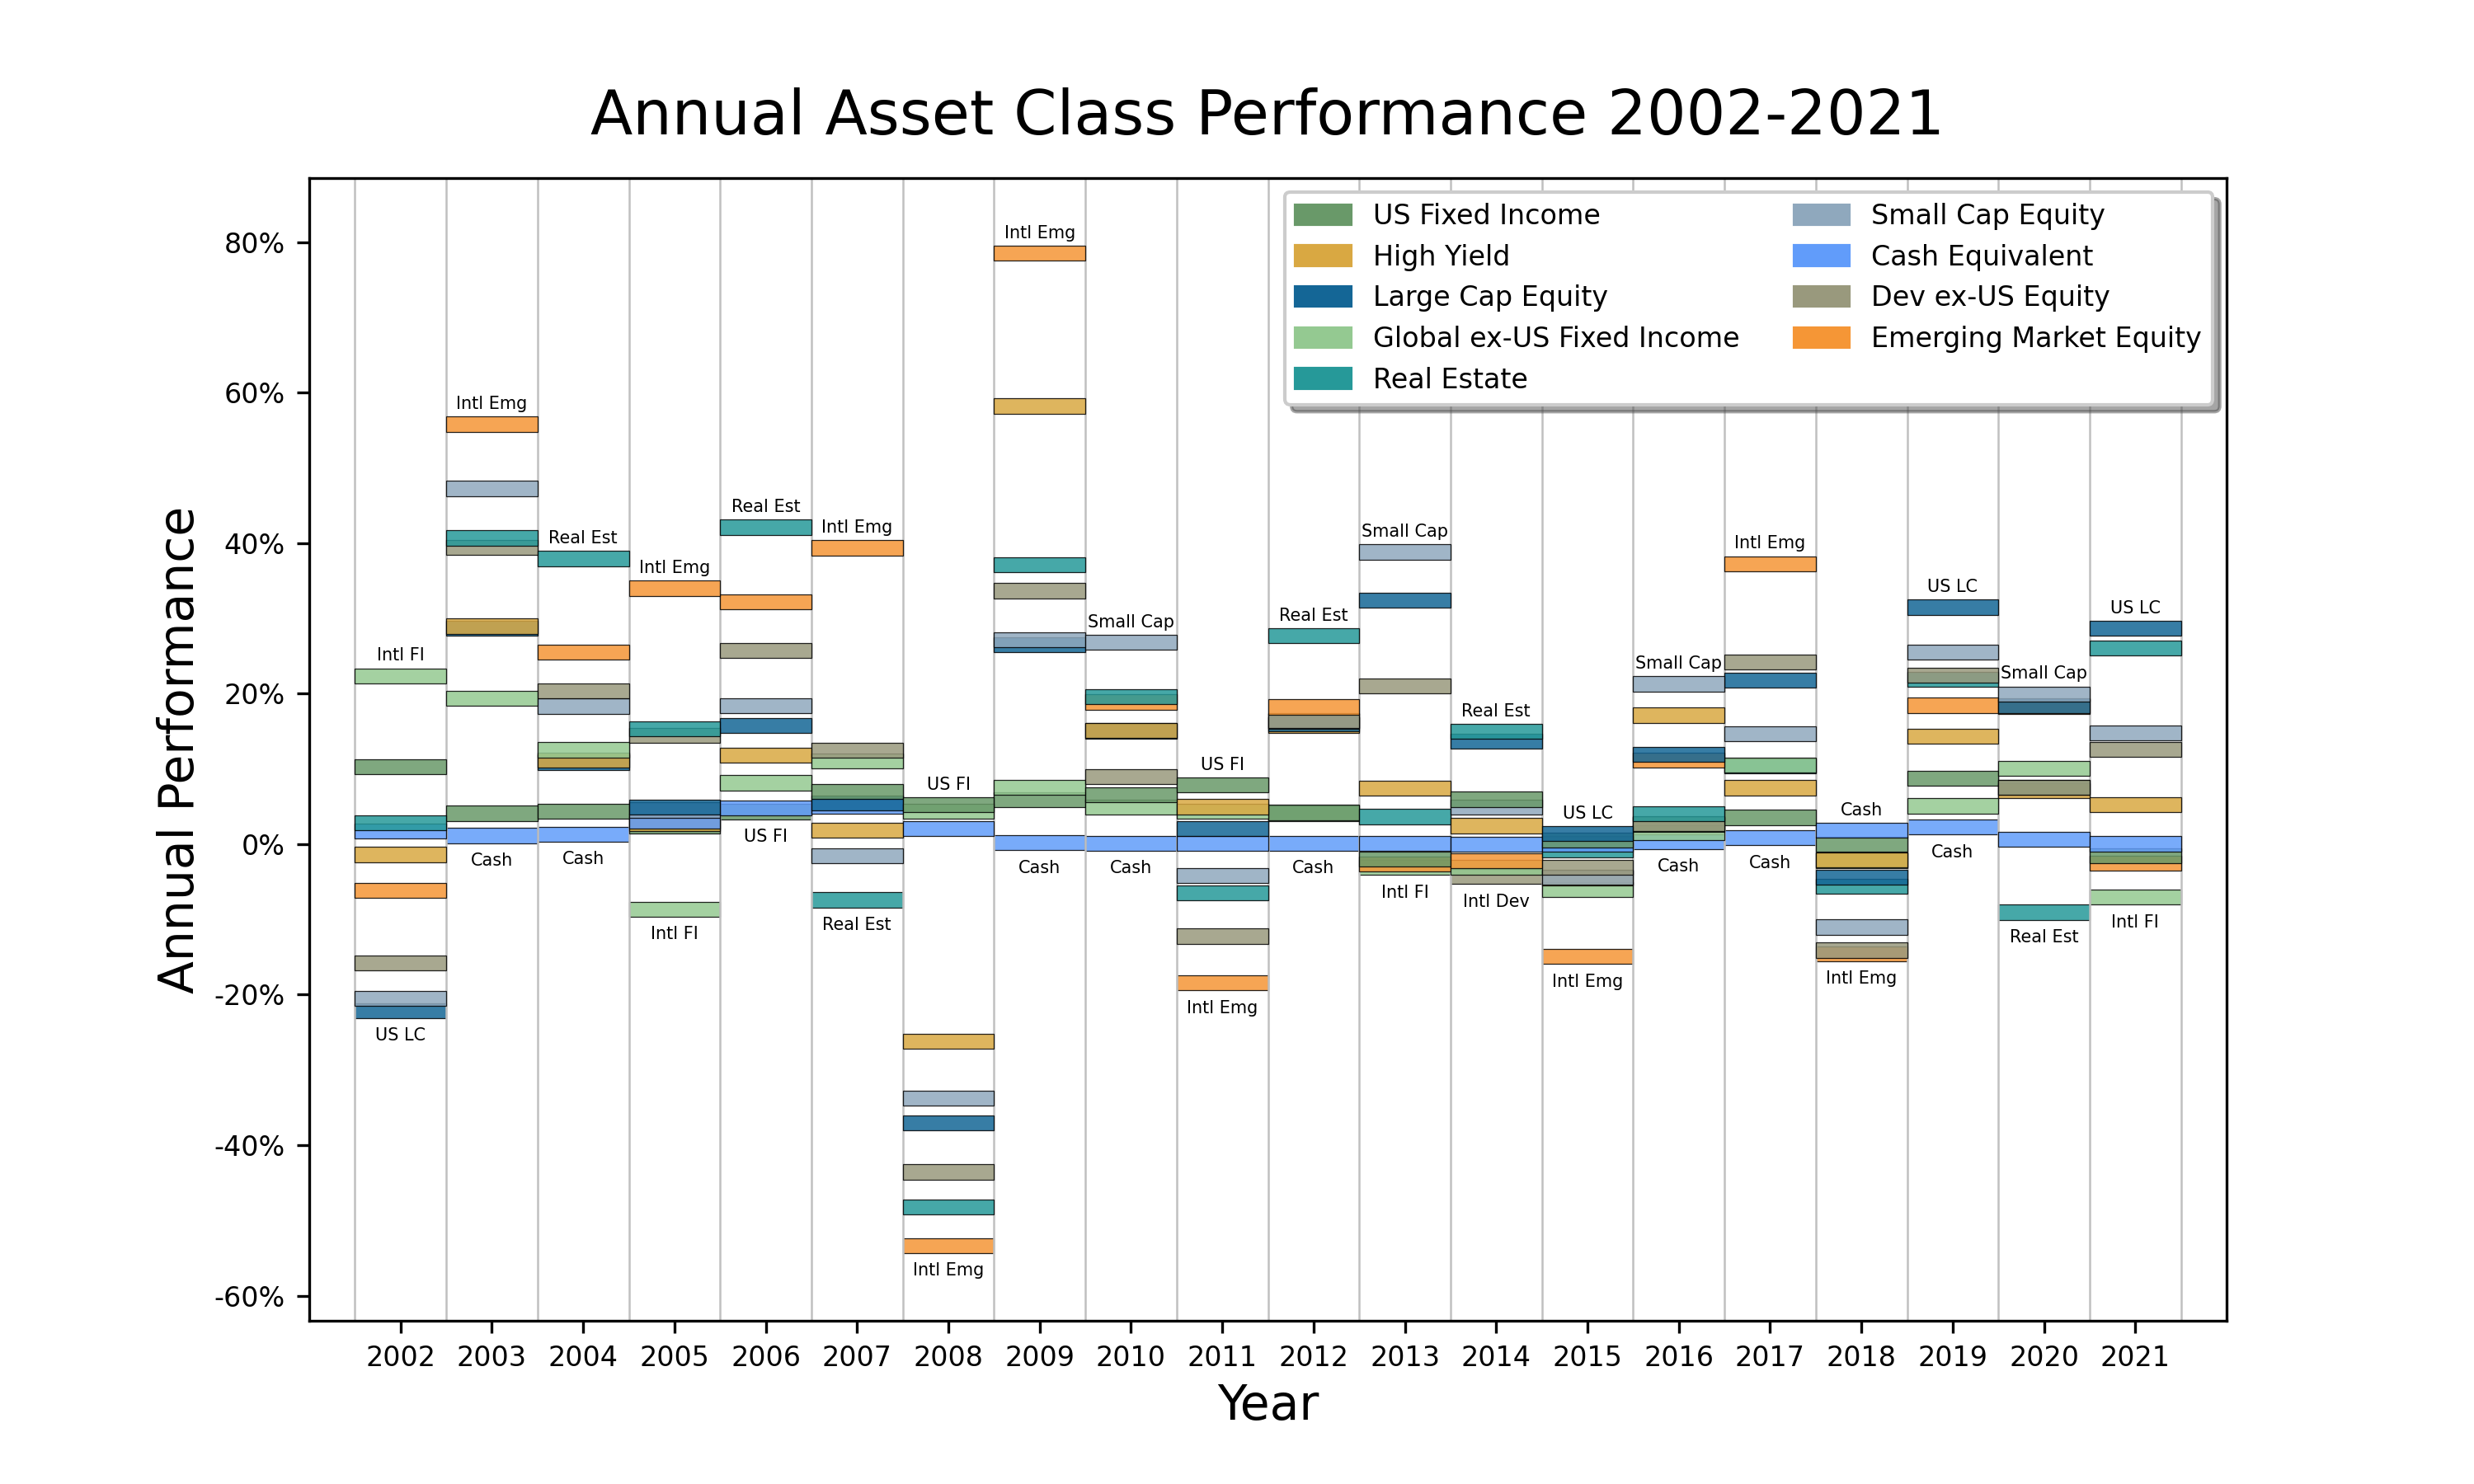 Annual Asset Class Performance 2002-2021
US Fixed Income
High Yield
Large Cap Equity
Global ex-US Fixed Income
Real Estate
Small Cap Equity
Cash Equivalent
Dev ex-US Equity
Emerging Market Equity
Annual Performance
80%
60%
40%
20%
0%
-20%
-40%
-60%
Intl FI
US LC
Intl Emg
Cash
Real Est
Cash
Intl Emg
Intl FI
Real Est
US FI
Intl Emg
Real Est
US FI
Intl Emg
Intl Emg
Cash
Small Cap
Cash
US FI
Intl Emg
Real Est
Cash
Small Cap
Intl FI
Real Est
Intl Dev
US LC
Intl Emg
Small Cap
Cash
Intl Emg
Cash
Cash
Intl Emg
US LC
Cash
Small Cap
Real Est
US LC
Intl FI
2002 2003 2004 2005 2006 2007 2008 2009 2010 2011 2012 2013 2014 2015 2016 2017 2018 2019 2020 2021
Year